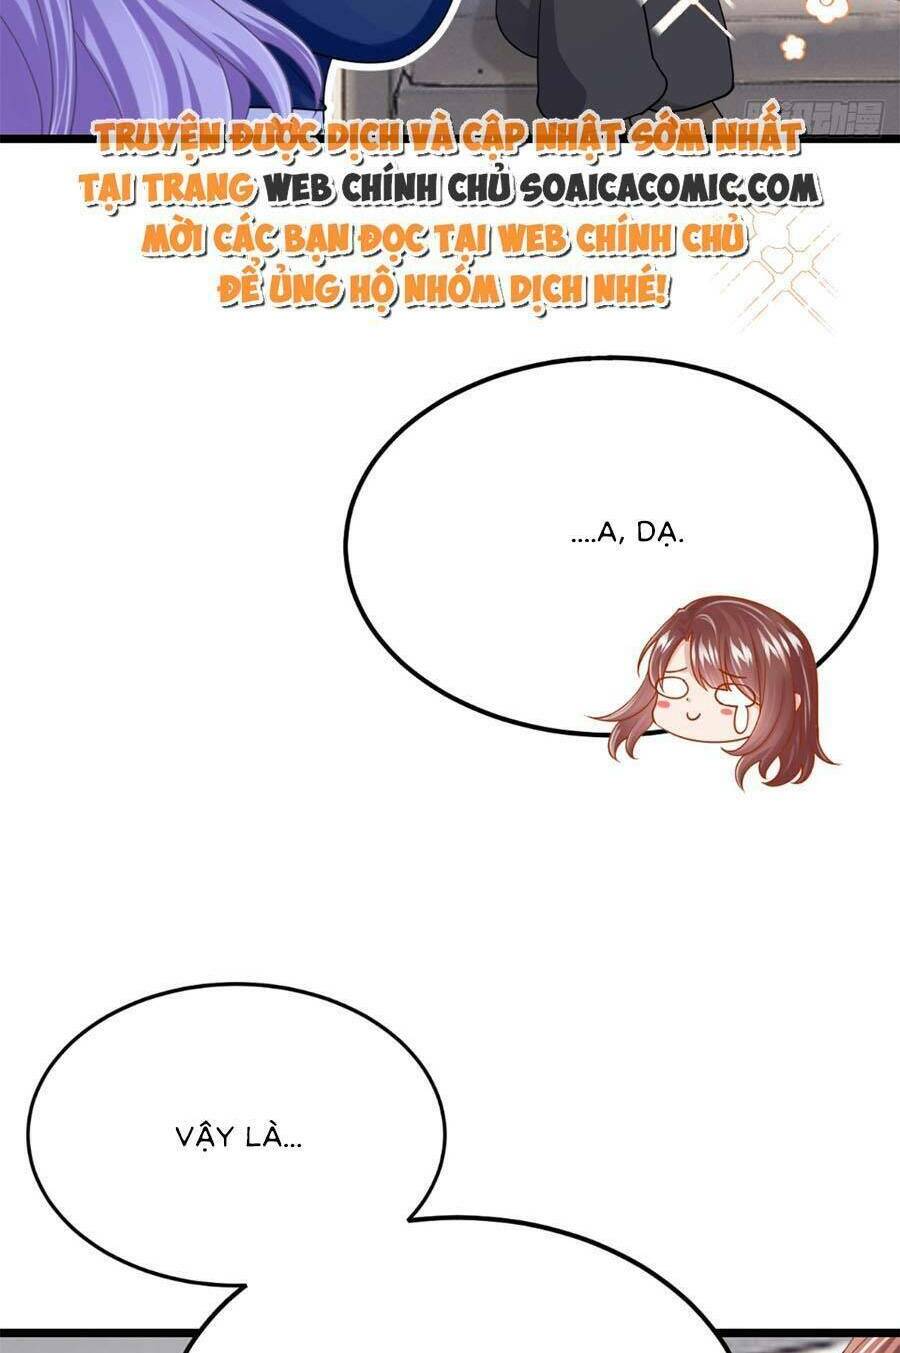 TRUYỆN ĐƯỢC DỊCH VÀ CẬP NHẬT SỚM NHẤT
TẠI TRANG WEB CHÍNH CHỦ SOAICACOMIC.COM
MỜI CÁC BẠN ĐỌC TẠI WEB CHÍNH CHỦ
ĐỂ ỦNG HỘ NHÓM DỊCH NHÉ!
....A, DẠ.
VẬY LÀ...